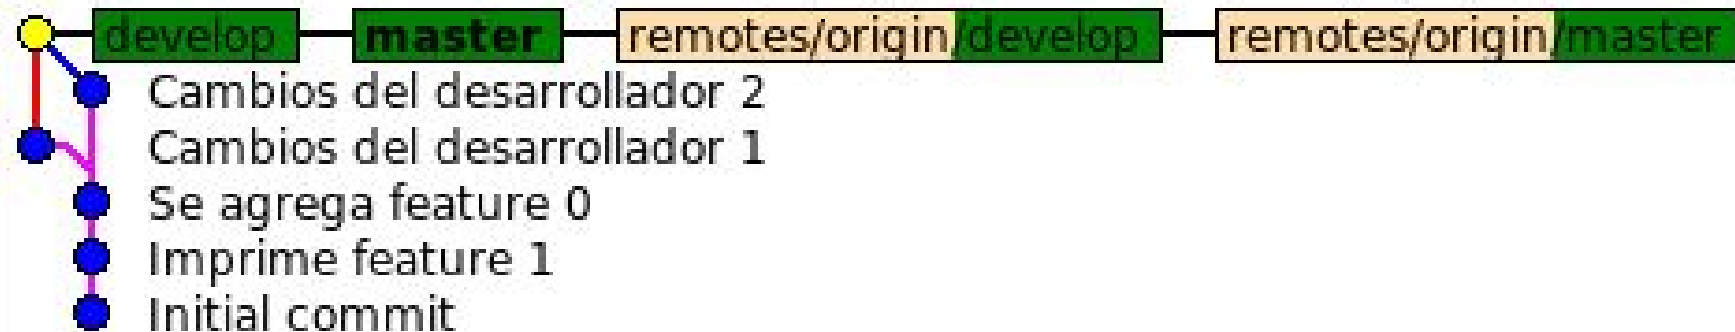 develop master remotes/origin/develop remotes/origin/master
Cambios del desarrollador 2
Cambios del desarrollador 1
Se agrega feature 0
Imprime feature 1
Initial commit